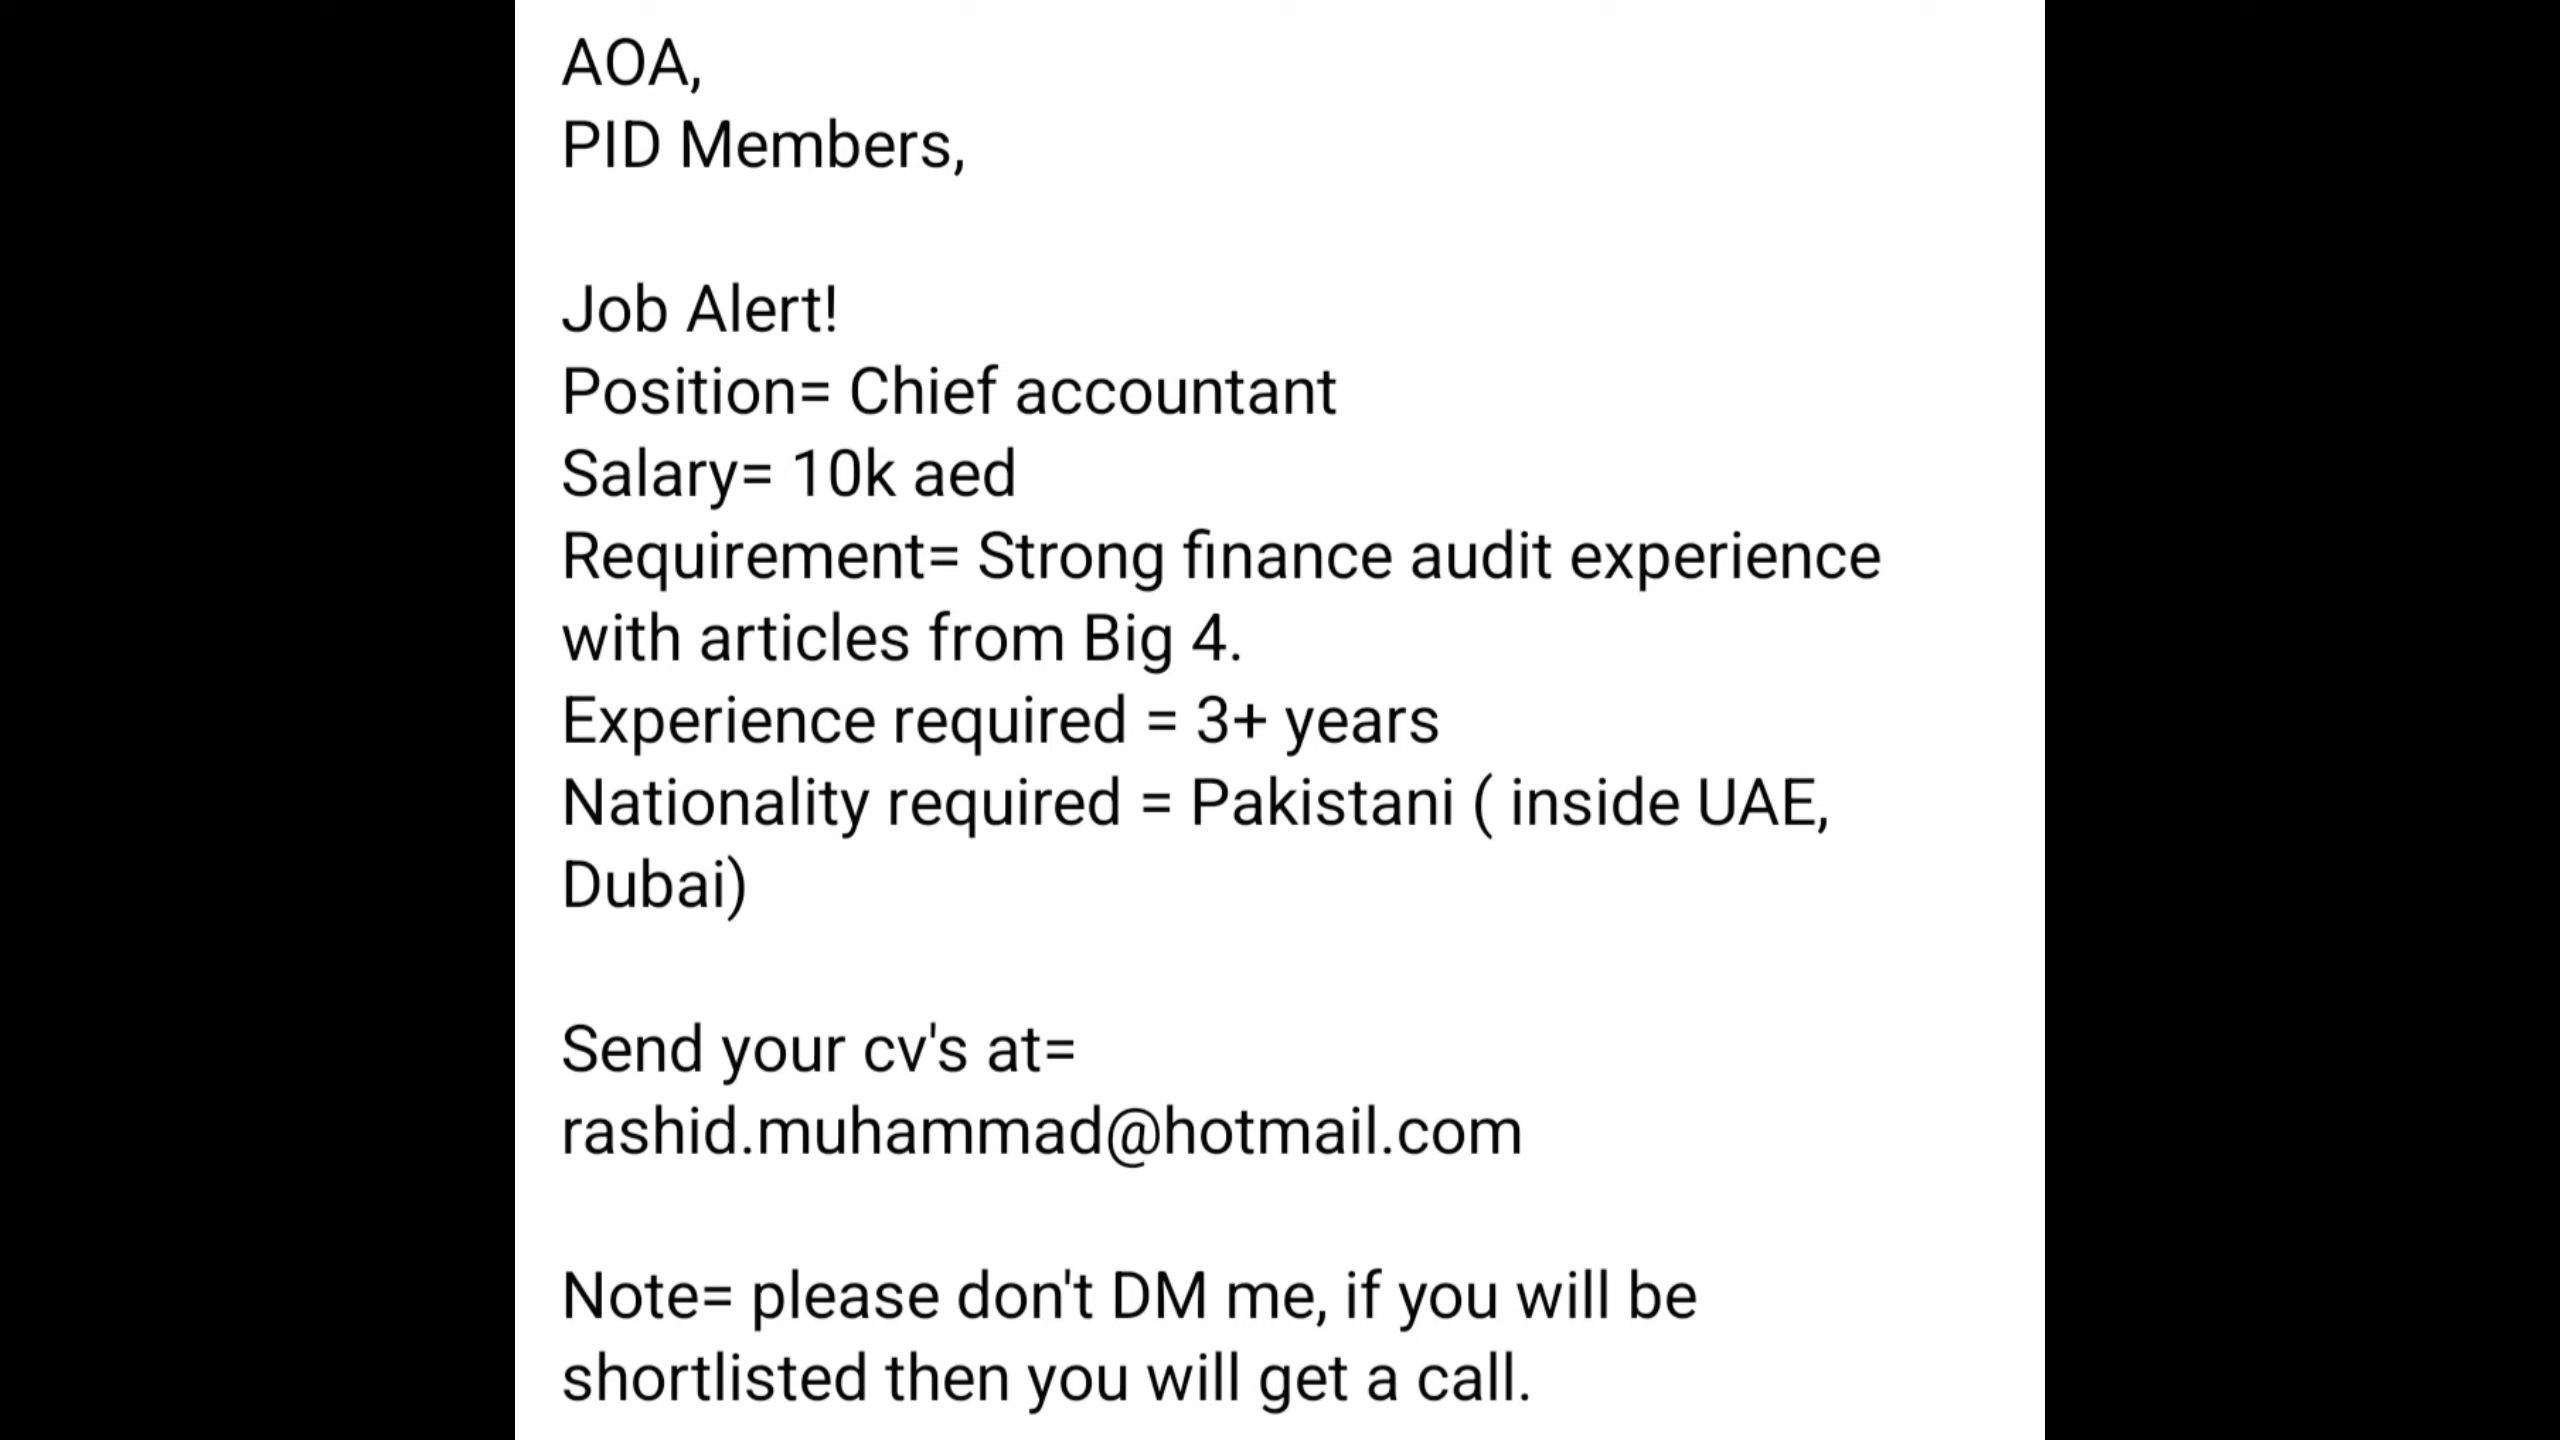 AOA,
PID Members,
Job Alert!
Position= Chief accountant
Salary= 10k aed
Requirement= Strong finance audit experience
with articles from Big 4.
Experience required = 3+ years
Nationality required = Pakistani ( inside UAE,
Dubai)
Send your cv's at=
rashid.muhammad@hotmail.com
Note= please don't DM me, if you will be
shortlisted then you will get a call.